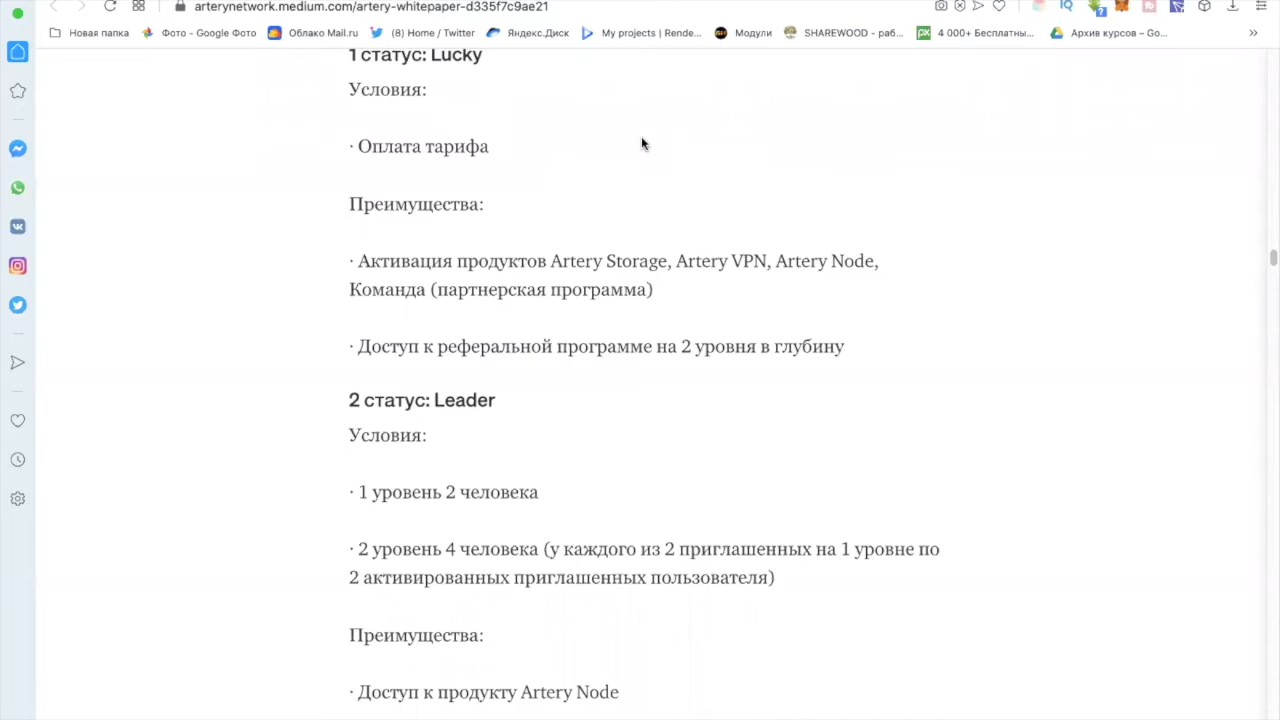 arterynetwork.medium.com/artery-whitepaper-d335f7c9ae21
Новая папка
Фото - Google Фото
Облако Mail.ru
(8) Home / Twitter
Яндекс.Диск
My projects | Rende...
Модули
SHAREWOOD - раб...
4 000+ Бесплатны...
Архив курсов – Go...
1 статус: Lucky
Условия:
· Оплата тарифа
Преимущества:
· Активация продуктов Artery Storage, Artery VPN, Artery Node,
Команда (партнерская программа)
· Доступ к реферальной программе на 2 уровня в глубину
2 статус: Leader
Условия:
· 1 уровень 2 человека
· 2 уровень 4 человека (у каждого из 2 приглашенных на 1 уровне по
2 активированных приглашенных пользователя)
Преимущества:
· Доступ к продукту Artery Node